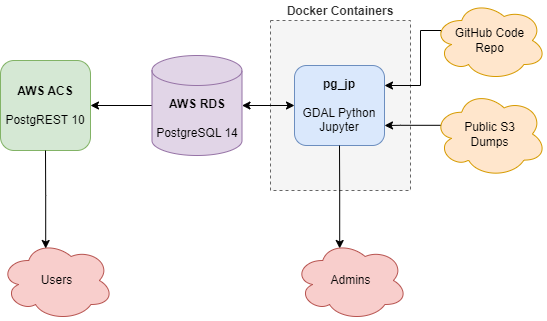 Docker Containers
GitHub Code
Repo
AWS ACS
PostgREST 10
AWS RDS
PostgreSQL 14
pg_jp
GDAL Python
Jupyter
Public S3
Dumps
Users
Admins